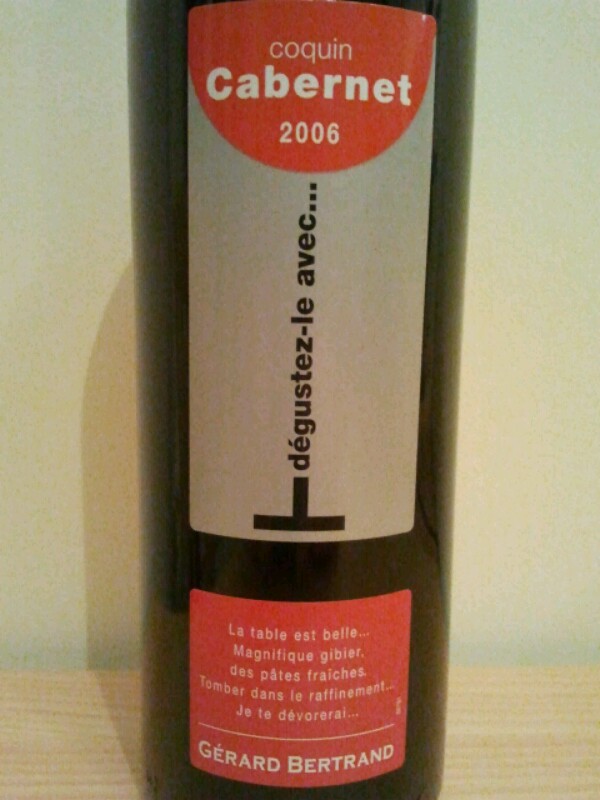 coquin
Cabernet
2006
dégustez-le avec...
La table est belle...
Magnifique gibier,
des pâtes fraîches.
Tomber dans le raffinement...
Je te dévorerai...
GÉRARD BERTRAND